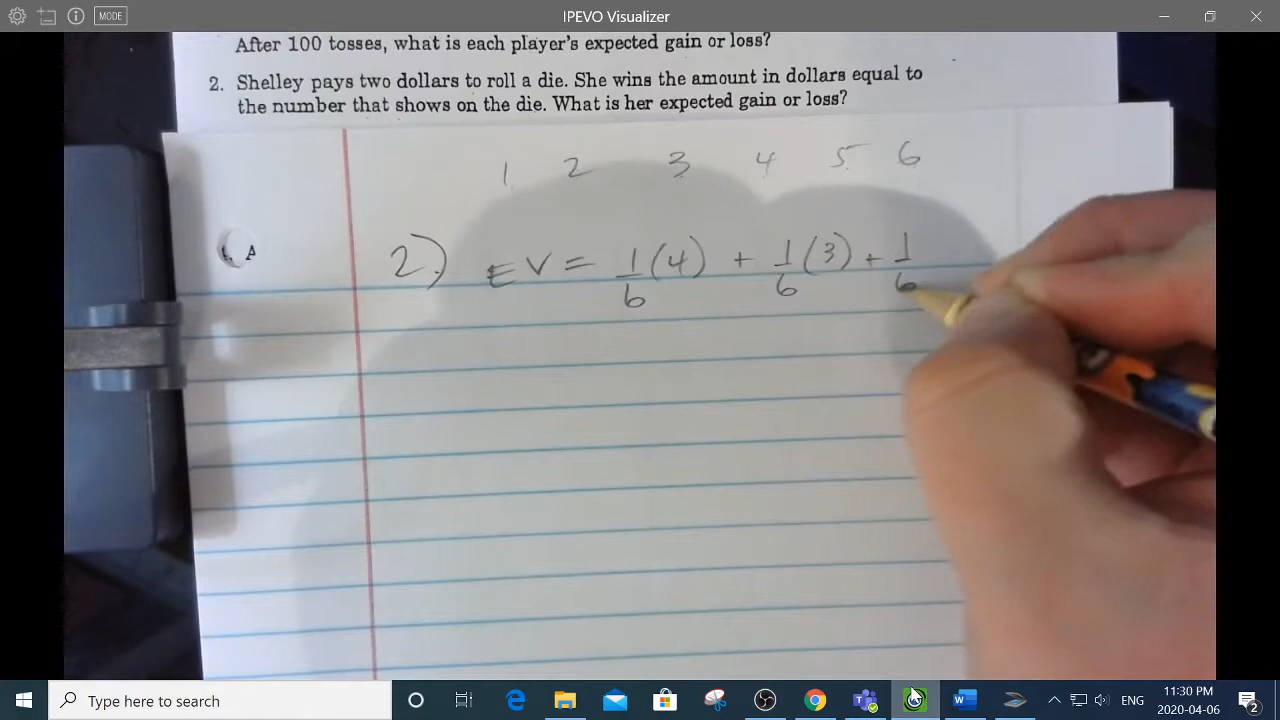 IPEVO Visualizer
MODE
After 100 tosses, what is each player's expected gain or loss?
2. Shelley pays two dollars to roll a die. She wins the amount in dollars equal to
the number that shows on the die. What is her expected gain or loss?
1 2 3 4 5 6
A
2.) EV = 1/6 (4) + 1/6 (3) + 1/6
Type here to search
ENG
11:30 PM
2020-04-06
2